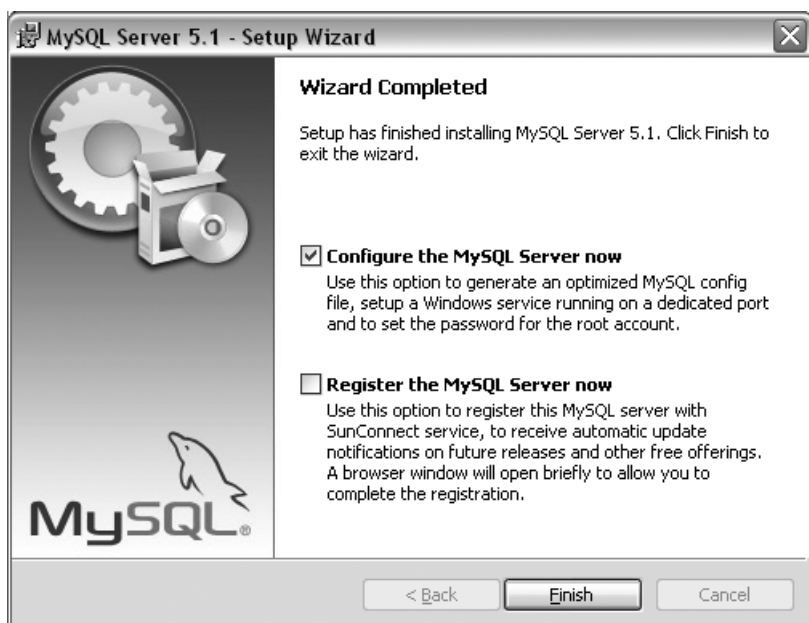 MySQL Server 5.1 - Setup Wizard
Wizard Completed
Setup has finished installing MySQL Server 5.1. Click Finish to
exit the wizard.
Configure the MySQL Server now
Use this option to generate an optimized MySQL config
file, setup a Windows service running on a dedicated port
and to set the password for the root account.
Register the MySQL Server now
Use this option to register this MySQL server with
SunConnect service, to receive automatic update
notifications on future releases and other free offerings.
A browser window will open briefly to allow you to
complete the registration.
MySQL®
< Back
Finish
Cancel